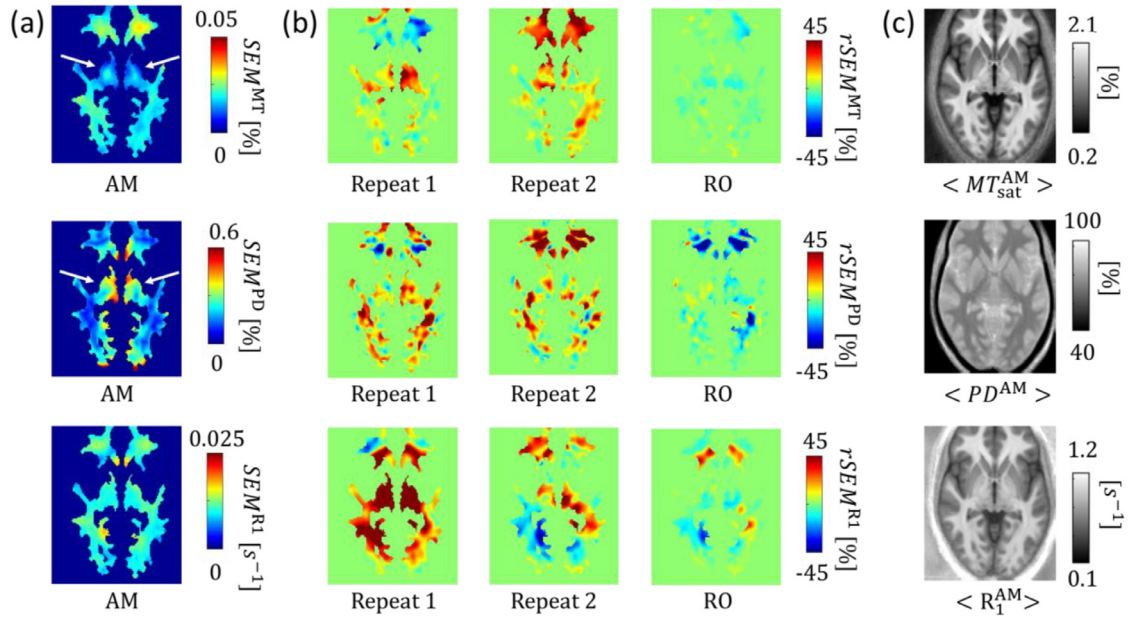 (a)
0.05
SEM^MT [%]
0
AM
(b)
Repeat 1
Repeat 2
RO
45
rSEM^MT [%]
-45
(c)
2.1
[%]
0.2
< MT_sat^AM >
0.6
SEM^PD [%]
0
AM
Repeat 1
Repeat 2
RO
45
rSEM^PD [%]
-45
100
[%]
40
< PD^AM >
0.025
SEM^R1 [s^-1]
0
AM
Repeat 1
Repeat 2
RO
45
rSEM^R1 [%]
-45
1.2
[s^-1]
0.1
< R_1^AM >